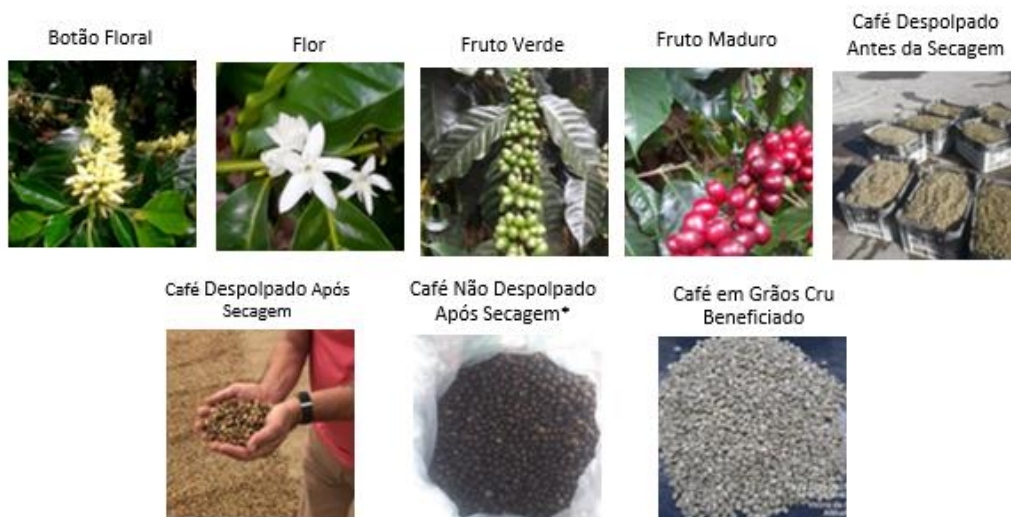 Botão Floral
Flor
Fruto Verde
Fruto Maduro
Café Despolpado
Antes da Secagem
Café Despolpado Após
Secagem
Café Não Despolpado
Após Secagem*
Café em Grãos Cru
Beneficiado